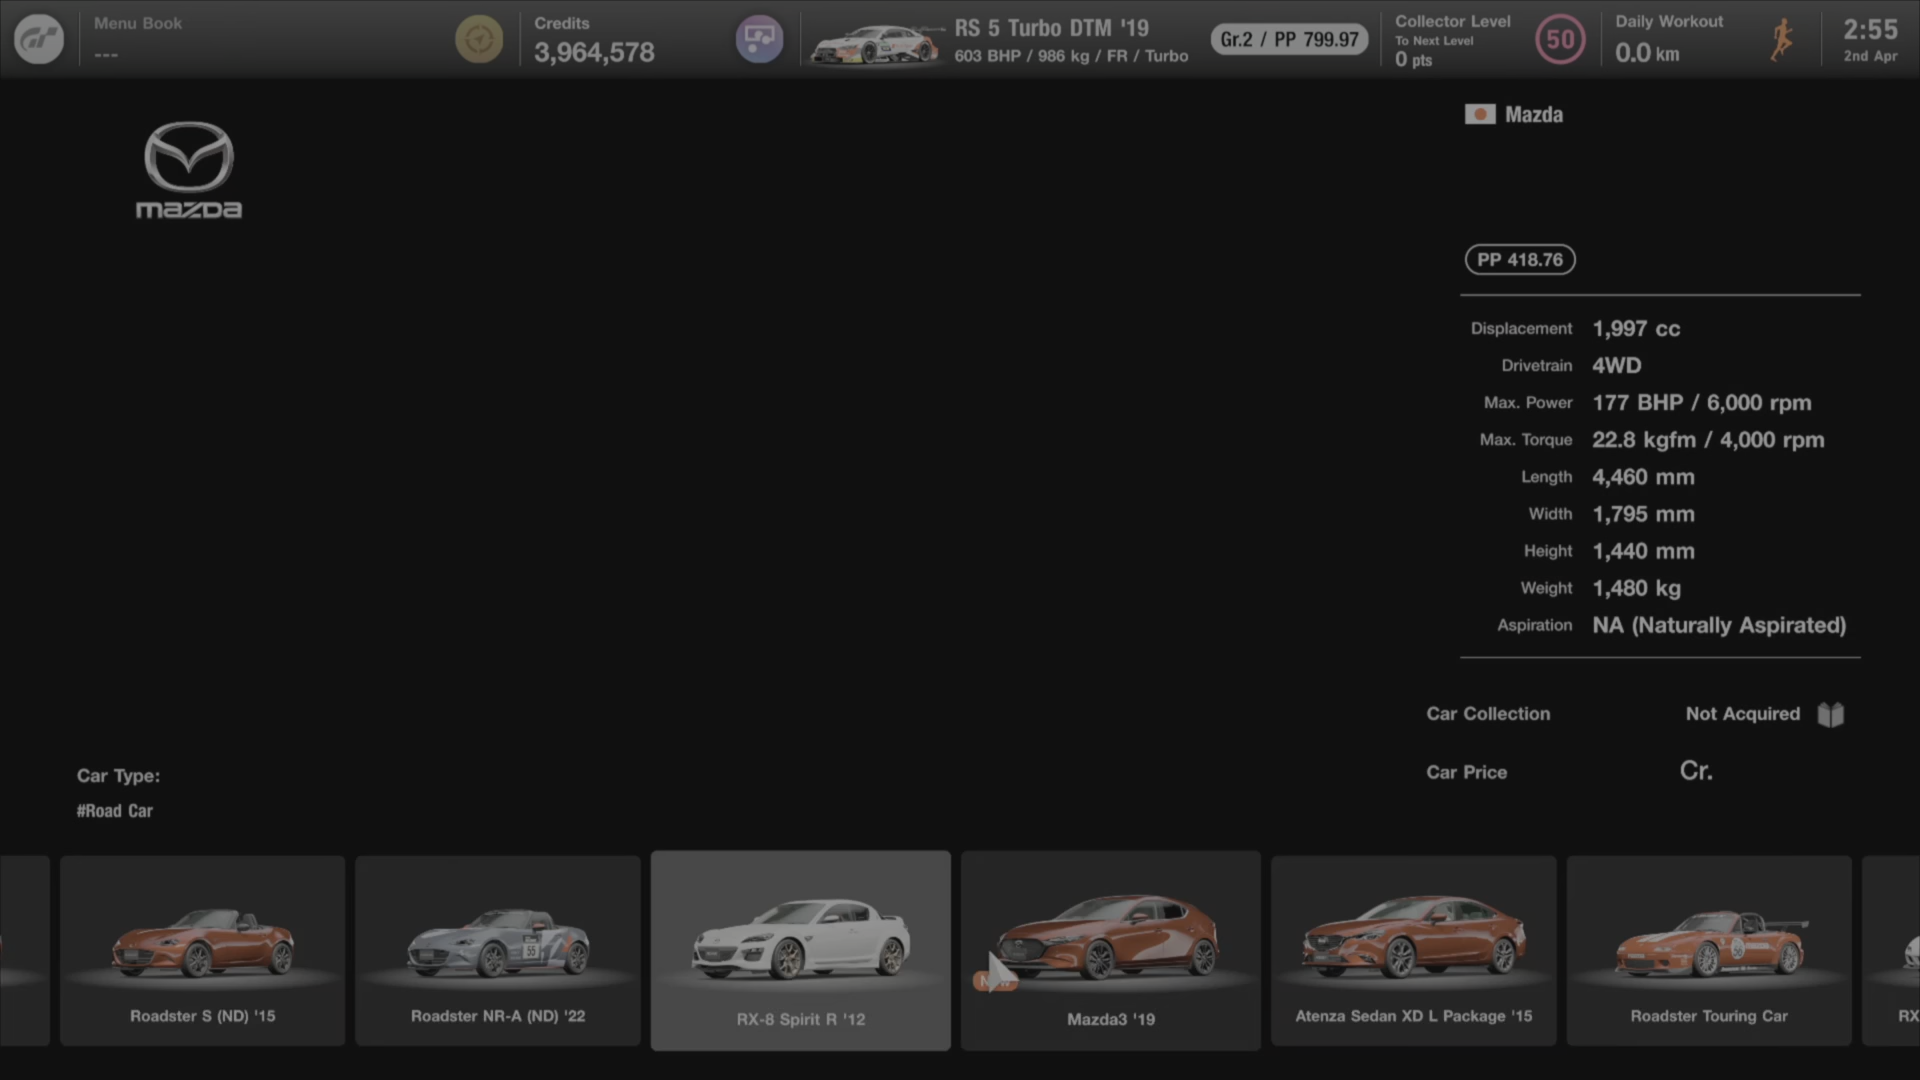 Menu Book
---
Credits
3,964,578
RS 5 Turbo DTM '19
603 BHP / 986 kg / FR / Turbo
Gr.2 / PP 799.97
Collector Level
To Next Level
0 pts
50
Daily Workout
0.0 km
2:55
2nd Apr
mazda
Mazda
PP 418.76
Displacement 1,997 cc
Drivetrain 4WD
Max. Power 177 BHP / 6,000 rpm
Max. Torque 22.8 kgfm / 4,000 rpm
Length 4,460 mm
Width 1,795 mm
Height 1,440 mm
Weight 1,480 kg
Aspiration NA (Naturally Aspirated)
Car Collection Not Acquired
Car Price Cr.
Car Type:
#Road Car
55
Roadster S (ND) '15
Roadster NR-A (ND) '22
RX-8 Spirit R '12
Mazda3 '19
Atenza Sedan XD L Package '15
Roadster Touring Car
RX